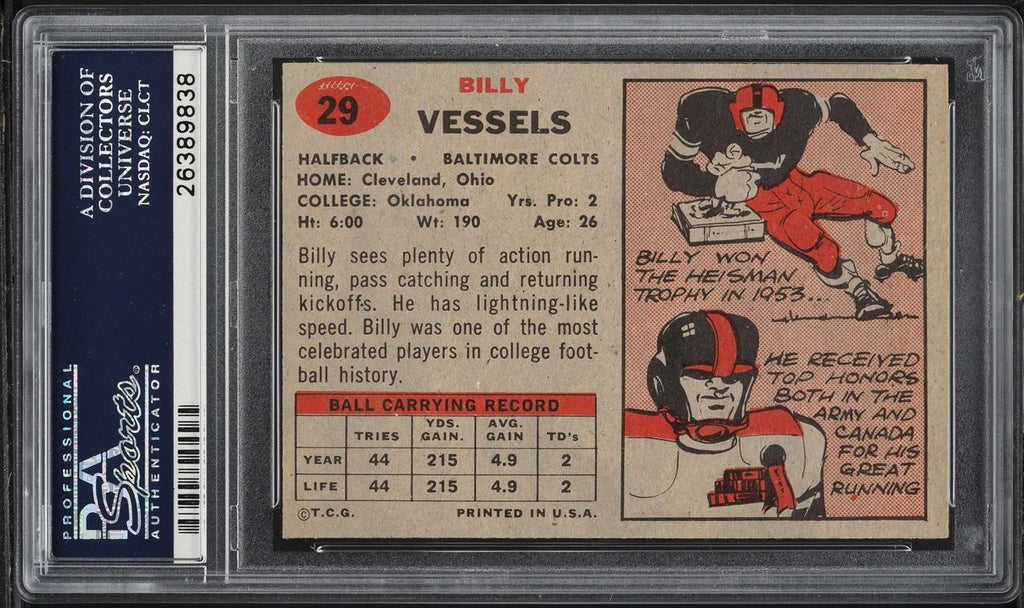 A DIVISION OF
COLLECTORS
UNIVERSE
NASDAQ: CLCT
26389838
PROFESSIONAL
PSA
Sports®
AUTHENTICATOR
29
BILLY
VESSELS
HALFBACK • BALTIMORE COLTS
HOME: Cleveland, Ohio
COLLEGE: Oklahoma Yrs. Pro: 2
Ht: 6:00 Wt: 190 Age: 26
Billy sees plenty of action run-
ning, pass catching and returning
kickoffs. He has lightning-like
speed. Billy was one of the most
celebrated players in college foot-
ball history.
BALL CARRYING RECORD
TRIES YDS. GAIN. AVG. GAIN TD's
YEAR 44 215 4.9 2
LIFE 44 215 4.9 2
©T.C.G. PRINTED IN U.S.A.
BILLY WON
THE HEISMAN
TROPHY IN 1953...
HE RECEIVED
TOP HONORS
BOTH IN THE
ARMY AND
CANADA
FOR HIS
GREAT
RUNNING